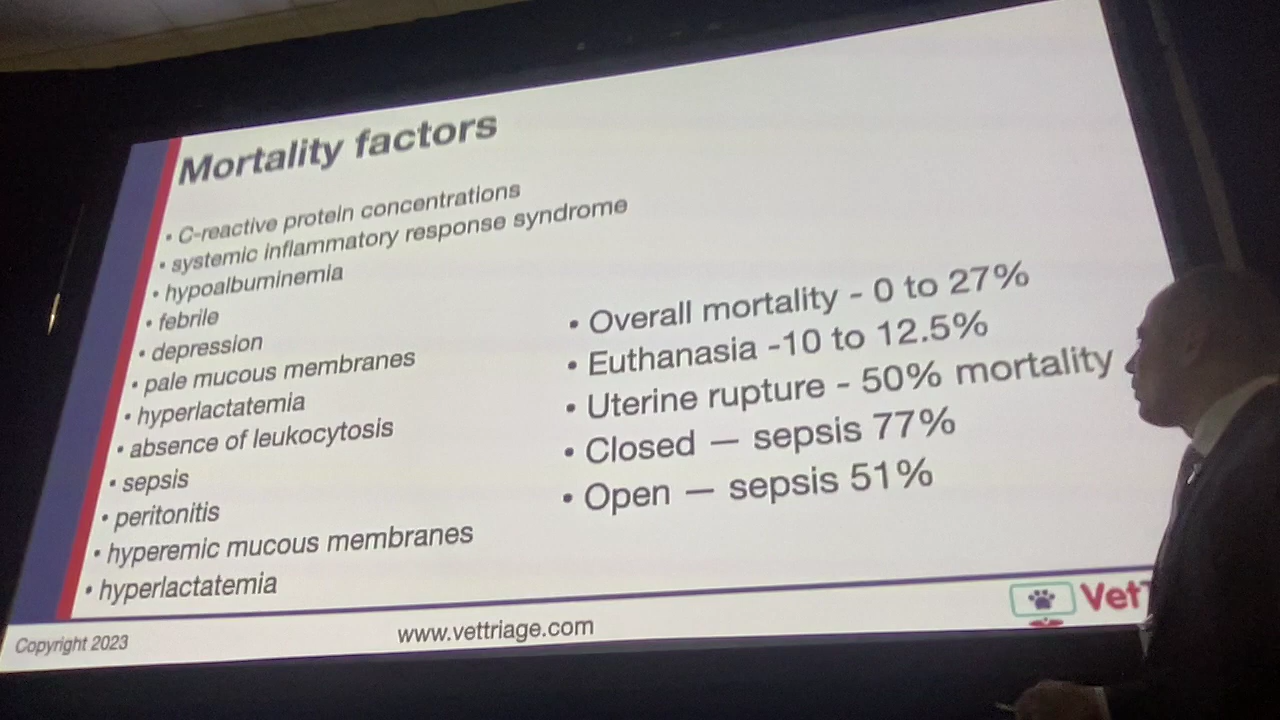 Mortality factors
• C-reactive protein concentrations
• systemic inflammatory response syndrome
• hypoalbuminemia
• febrile
• depression
• pale mucous membranes
• hyperlactatemia
• absence of leukocytosis
• sepsis
• peritonitis
• hyperemic mucous membranes
• hyperlactatemia
• Overall mortality - 0 to 27%
• Euthanasia -10 to 12.5%
• Uterine rupture - 50% mortality
• Closed — sepsis 77%
• Open — sepsis 51%
Copyright 2023
www.vettriage.com
Vet